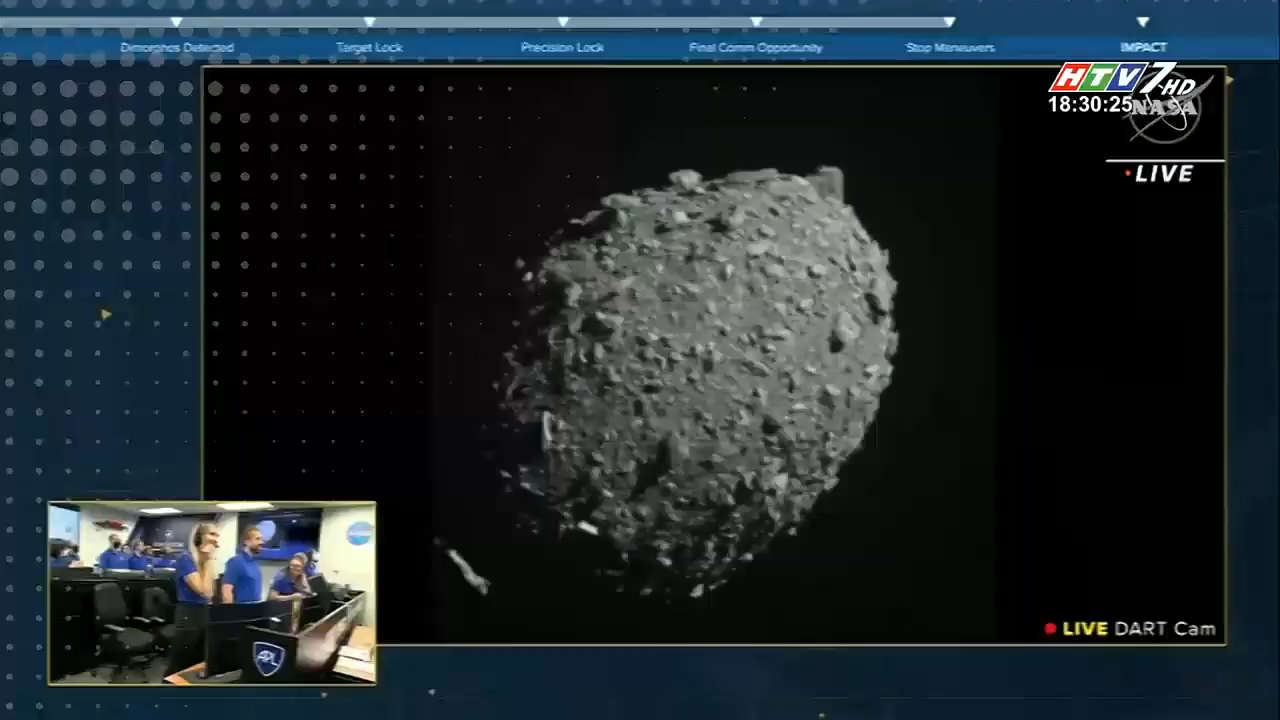 Dimorphos Detected
Target Lock
Precision Lock
Final Comm Opportunity
Stop Maneuvers
IMPACT
HTV7 HD
18:30:25
NASA
LIVE
LIVE DART Cam
APL